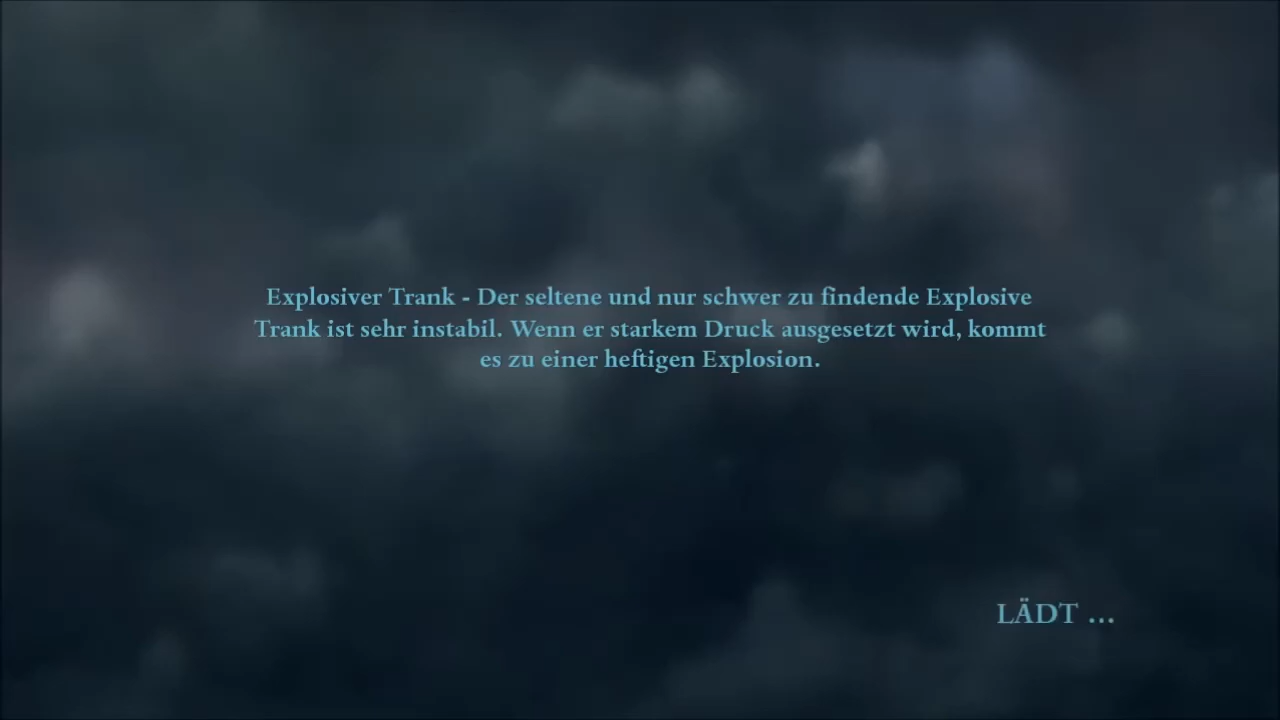 Explosiver Trank - Der seltene und nur schwer zu findende Explosive
Trank ist sehr instabil. Wenn er starkem Druck ausgesetzt wird, kommt
es zu einer heftigen Explosion.
LÄDT ...